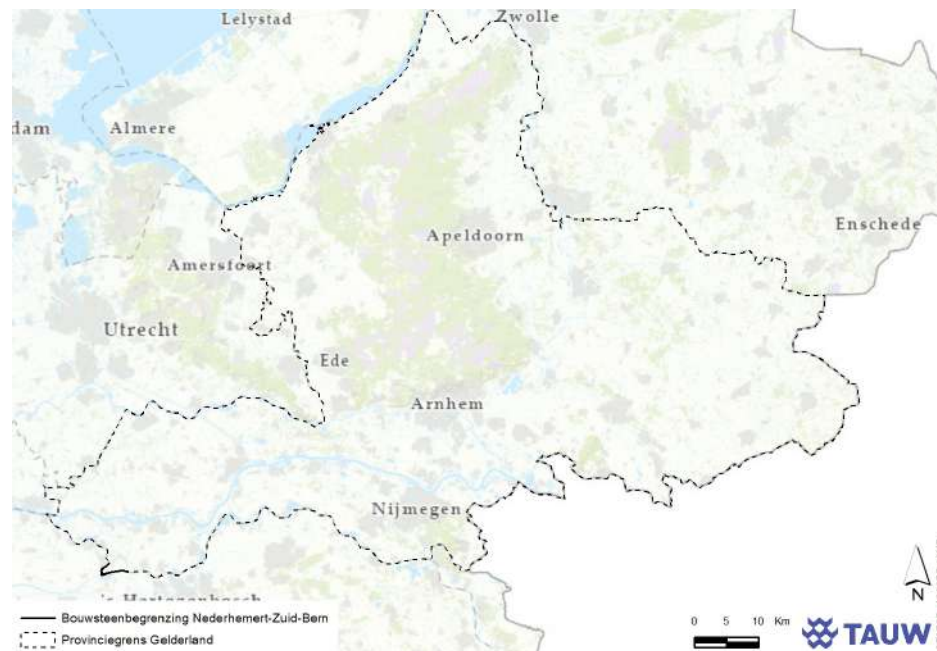 Lelystad
Zwolle
dam
Almere
Enschede
Apeldoorn
Amersfoort
Utrecht
Ede
Arnhem
Nijmegen
's-Hertogenbosch
N
Bouwsteenbegrenzing Nederhemert-Zuid-Bern
Provinciegrens Gelderland
0 5 10 Km
TAUW